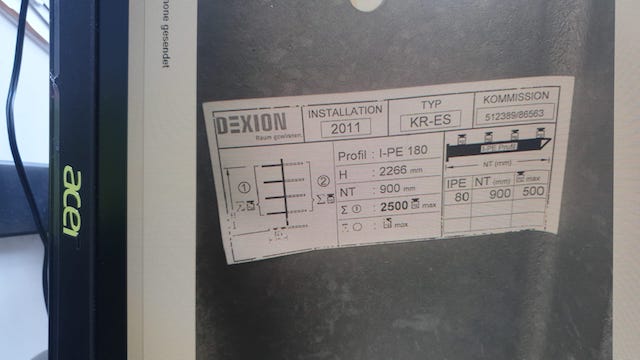 hone gesendet
acer
DEXION
Raum gewinnen.
INSTALLATION
2011
TYP
KR-ES
KOMMISSION
512389/86563
Profil : I-PE 180
H : 2266 mm
NT : 900 mm
Σ ① : 2500 max
: max
① ②
Σ
I-PE Profil
NT (mm)
IPE NT (mm) max
80 900 500